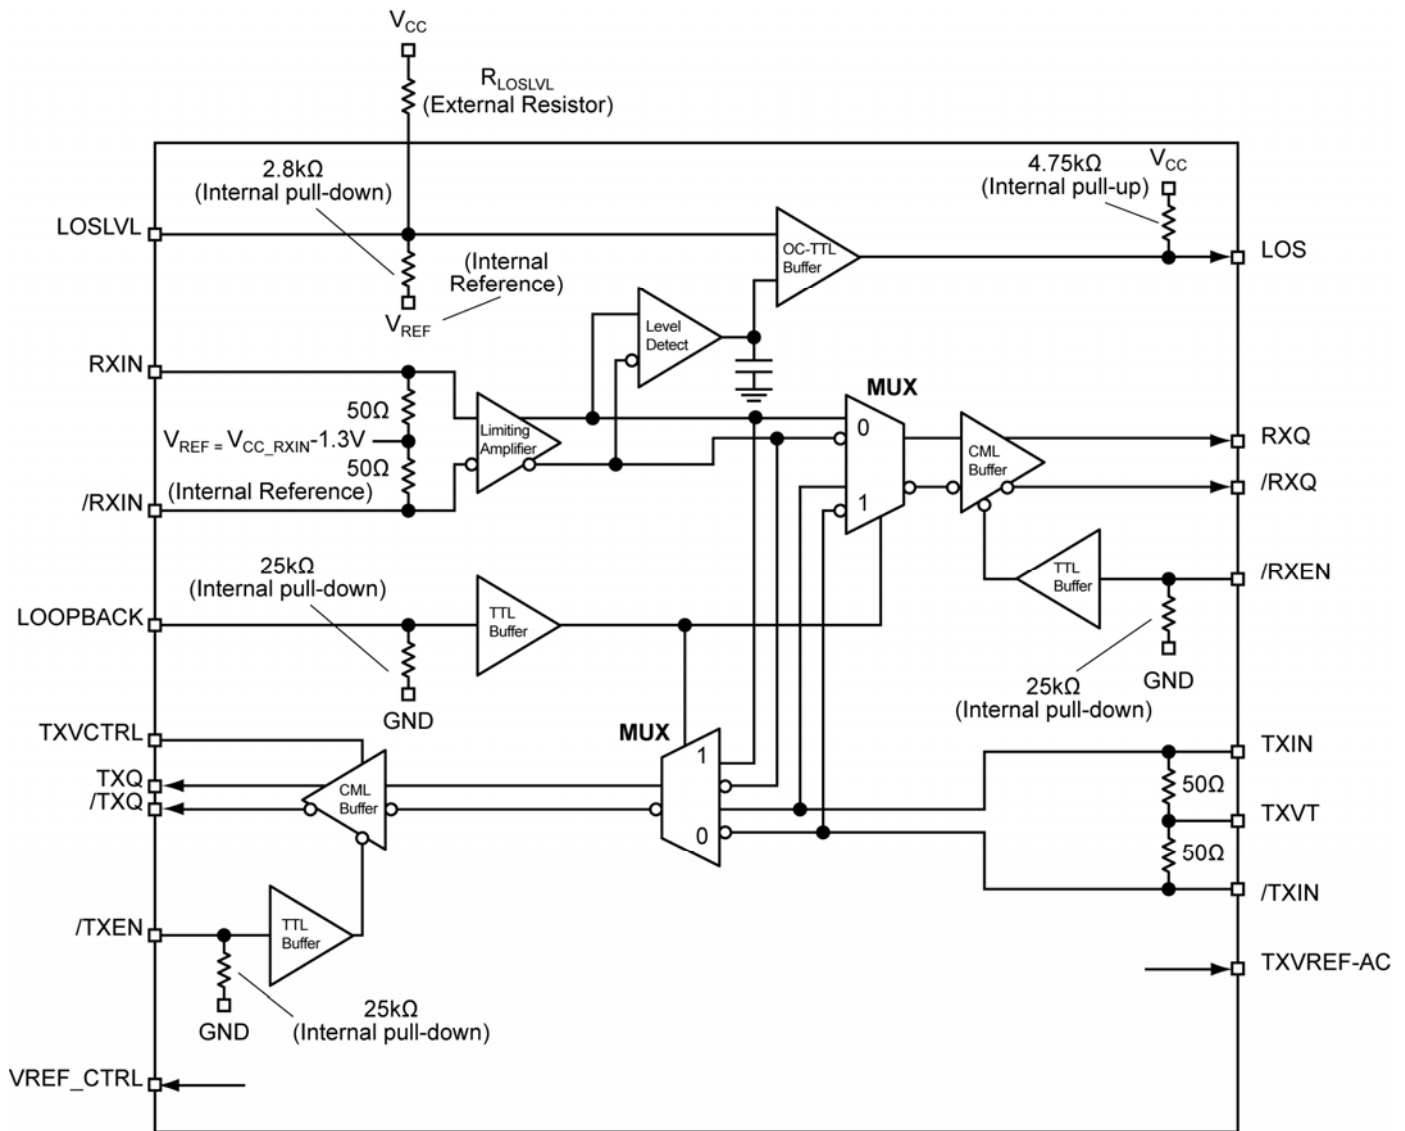 VCC
RLOSLVL
(External Resistor)
2.8kΩ
(Internal pull-down)
4.75kΩ
(Internal pull-up)
VCC
LOSLVL
(Internal
Reference)
OC-TTL
Buffer
LOS
VREF
Level
Detect
RXIN
MUX
50Ω
Limiting
Amplifier
0
VREF = VCC_RXIN-1.3V
RXQ
CML
Buffer
50Ω
(Internal Reference)
/RXIN
1
/RXQ
25kΩ
(Internal pull-down)
TTL
Buffer
/RXEN
LOOPBACK
TTL
Buffer
GND
GND
25kΩ
(Internal pull-down)
TXVCTRL
MUX
1
TXIN
TXQ
/TXQ
CML
Buffer
50Ω
TXVT
0
50Ω
/TXIN
/TXEN
TTL
Buffer
TXVREF-AC
GND
25kΩ
(Internal pull-down)
VREF_CTRL